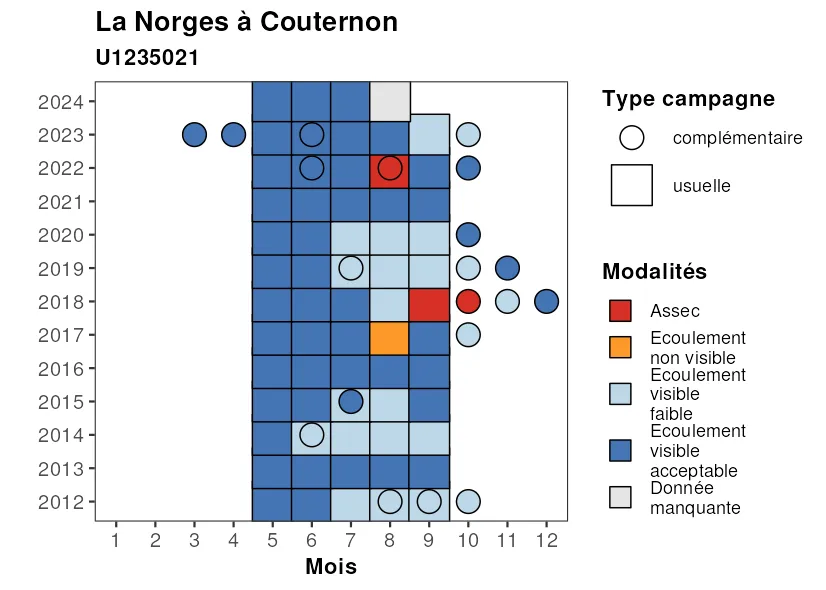 La Norges à Couternon
U1235021
2024
2023
2022
2021
2020
2019
2018
2017
2016
2015
2014
2013
2012
1 2 3 4 5 6 7 8 9 10 11 12
Mois
Type campagne
complémentaire
usuelle
Modalités
Assec
Ecoulement
non visible
Ecoulement
visible
faible
Ecoulement
visible
acceptable
Donnée
manquante